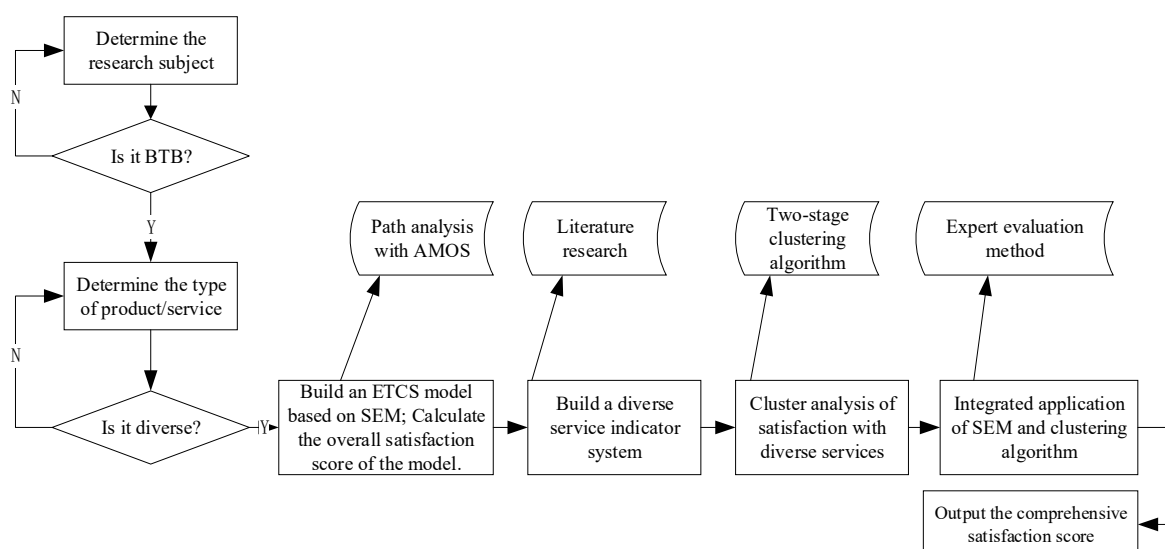 Determine the
research subject
N
Is it BTB?
Y
Path analysis
with AMOS
Literature
research
Two-stage
clustering
algorithm
Expert evaluation
method
Determine the type
of product/service
N
Is it diverse?
Y
Build an ETCS model
based on SEM; Calculate
the overall satisfaction
score of the model.
Build a diverse
service indicator
system
Cluster analysis of
satisfaction with
diverse services
Integrated application
of SEM and clustering
algorithm
Output the comprehensive
satisfaction score